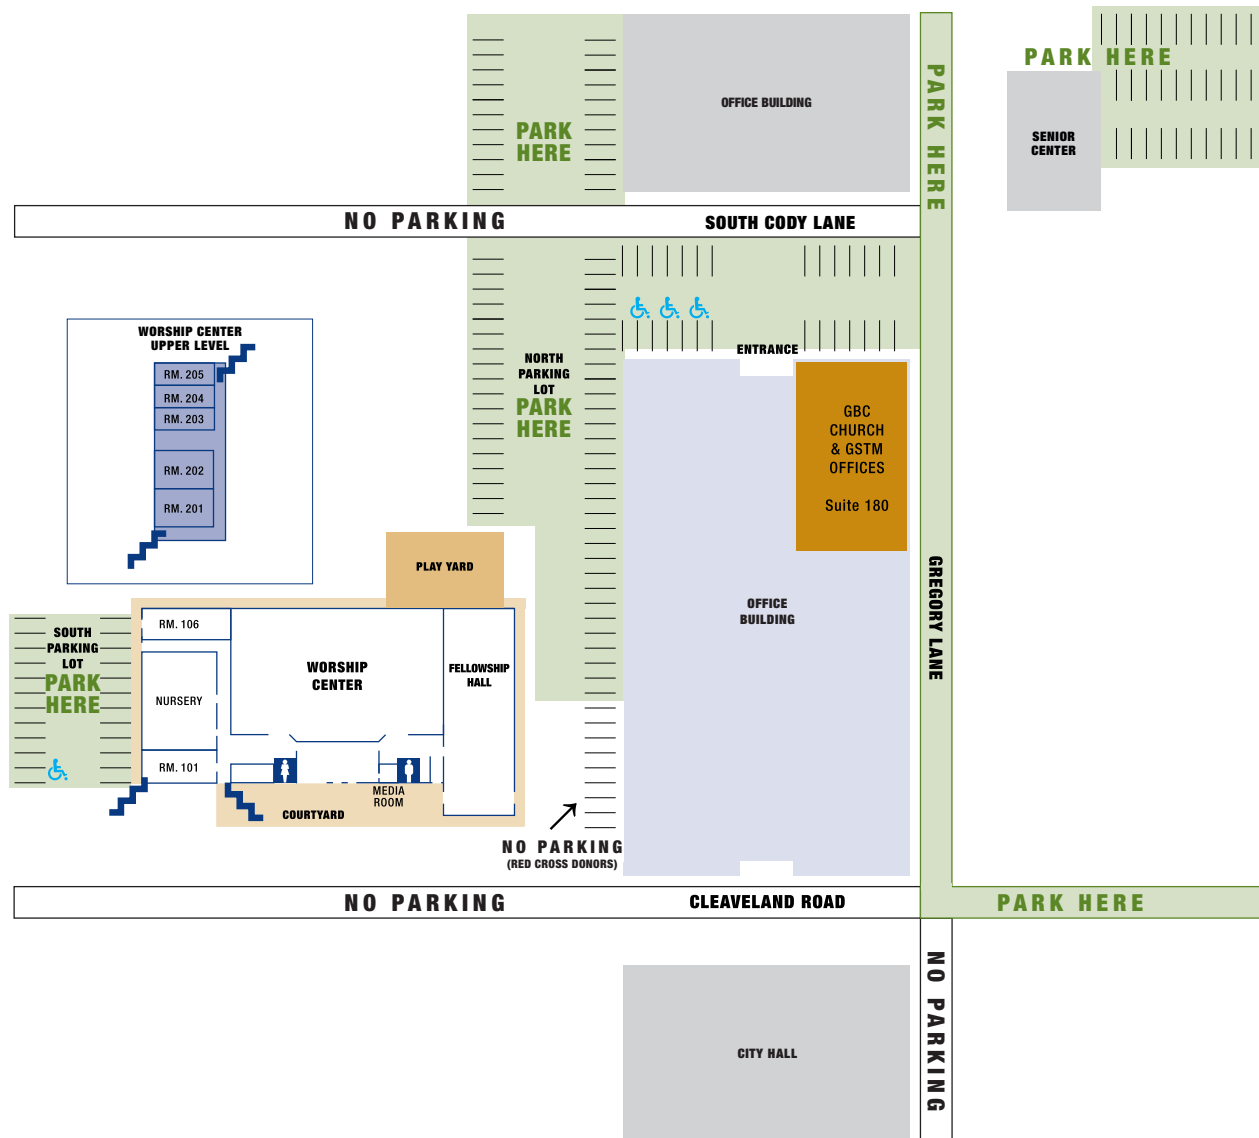 PARK HERE
OFFICE BUILDING
PARK
HERE
PARK HERE
SENIOR
CENTER
NO PARKING
SOUTH CODY LANE
WORSHIP CENTER
UPPER LEVEL
RM. 205
RM. 204
RM. 203
RM. 202
RM. 201
ENTRANCE
NORTH
PARKING
LOT
PARK
HERE
GBC
CHURCH
& GSTM
OFFICES
Suite 180
PLAY YARD
GREGORY LANE
OFFICE
BUILDING
SOUTH
PARKING
LOT
PARK
HERE
RM. 106
NURSERY
RM. 101
WORSHIP
CENTER
FELLOWSHIP
HALL
MEDIA
ROOM
COURTYARD
NO PARKING
(RED CROSS DONORS)
NO PARKING
CLEAVELAND ROAD
PARK HERE
NO PARKING
CITY HALL